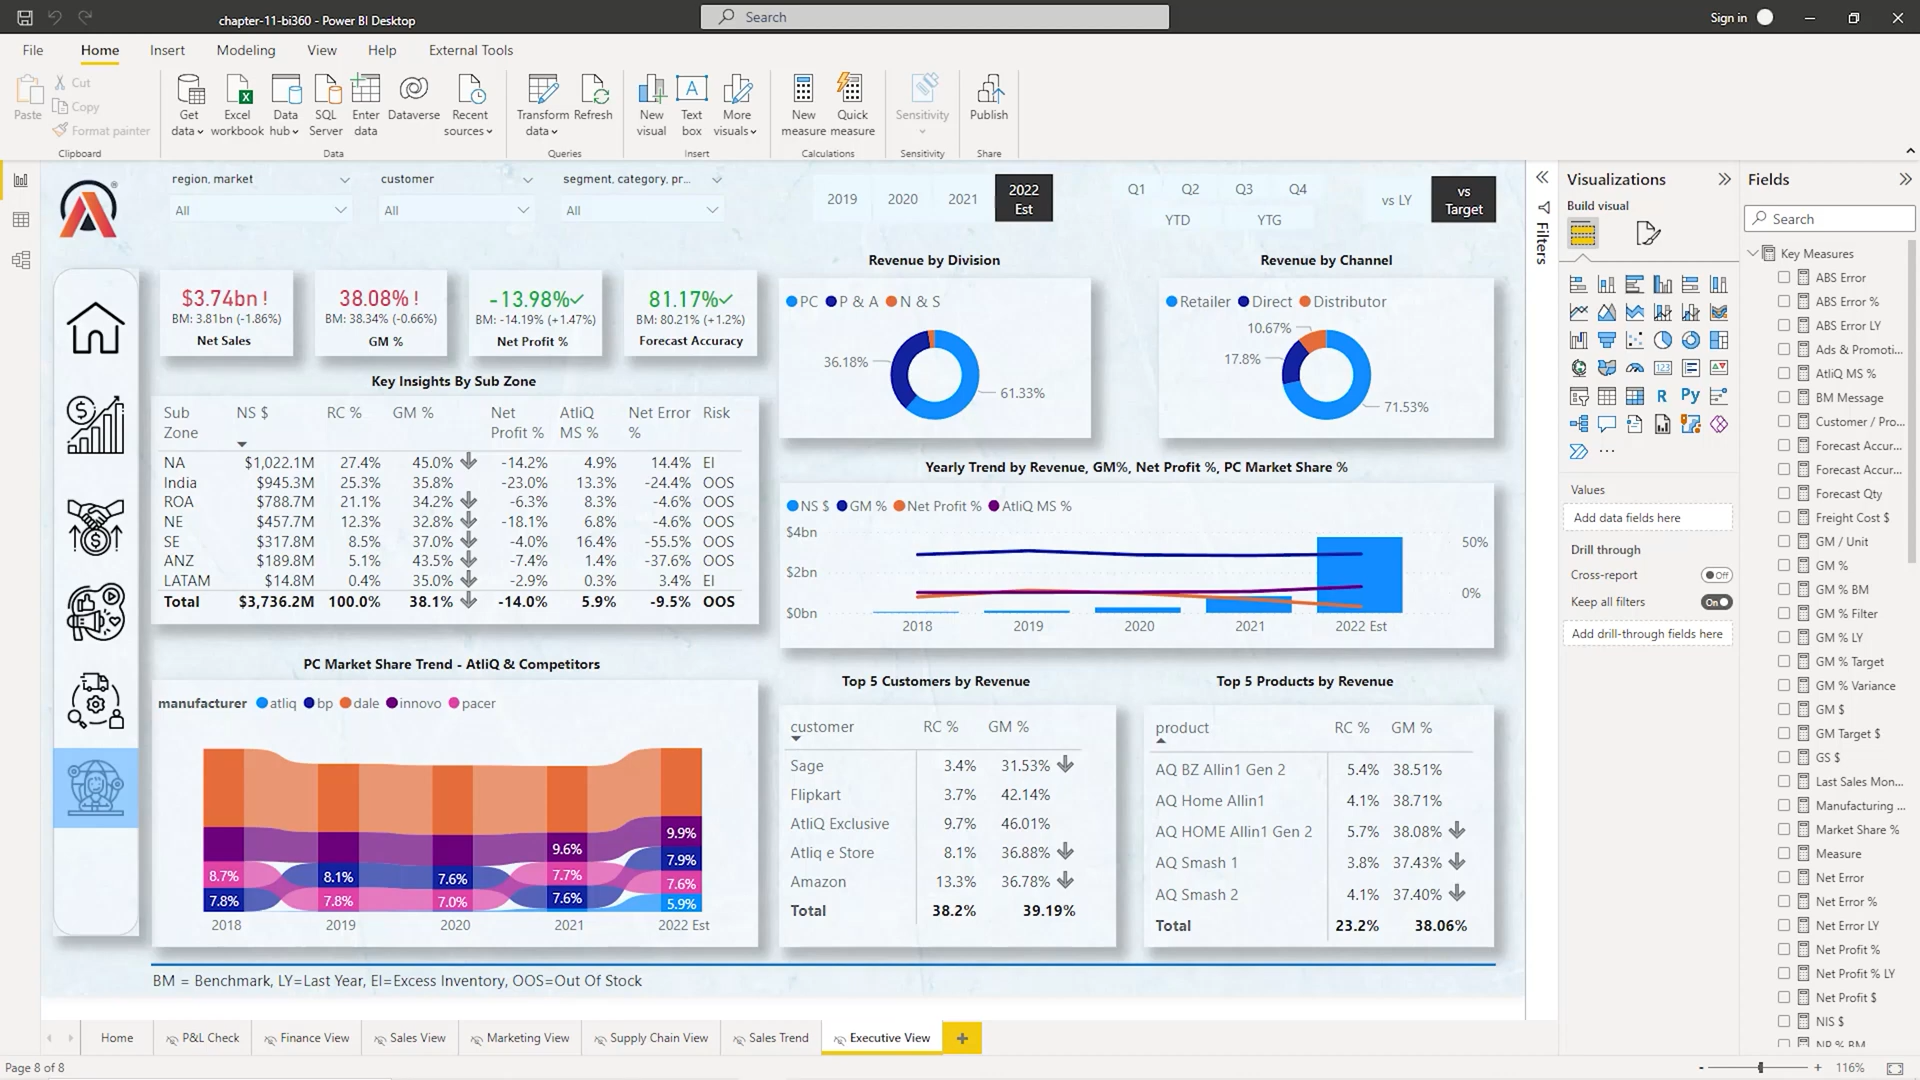 chapter-11-bi360 - Power BI Desktop
Search
Sign in
File Home Insert Modeling View Help External Tools
Paste
Cut
Copy
Format painter
Clipboard
Get data
Excel workbook
Data hub
SQL Server
Enter data
Dataverse
Recent sources
Data
Transform data
Refresh
Queries
New visual
Text box
More visuals
Insert
New measure
Quick measure
Calculations
Sensitivity
Sensitivity
Publish
Share
region, market
All
customer
All
segment, category, pr...
All
2019 2020 2021 2022 Est
Q1 Q2 Q3 Q4
YTD YTG
vs LY
vs Target
$3.74bn !
BM: 3.81bn (-1.86%)
Net Sales
38.08% !
BM: 38.34% (-0.66%)
GM %
-13.98%
BM: -14.19% (+1.47%)
Net Profit %
81.17%
BM: 80.21% (+1.2%)
Forecast Accuracy
Key Insights By Sub Zone
Sub Zone NS $ RC % GM % Net Profit % AtliQ MS % Net Error % Risk
NA $1,022.1M 27.4% 45.0% -14.2% 4.9% 14.4% EI
India $945.3M 25.3% 35.8% -23.0% 13.3% -24.4% OOS
ROA $788.7M 21.1% 34.2% -6.3% 8.3% -4.6% OOS
NE $457.7M 12.3% 32.8% -18.1% 6.8% -4.6% OOS
SE $317.8M 8.5% 37.0% -4.0% 16.4% -55.5% OOS
ANZ $189.8M 5.1% 43.5% -7.4% 1.4% -37.6% OOS
LATAM $14.8M 0.4% 35.0% -2.9% 0.3% 3.4% EI
Total $3,736.2M 100.0% 38.1% -14.0% 5.9% -9.5% OOS
Revenue by Division
PC P & A N & S
36.18%
61.33%
Revenue by Channel
Retailer Direct Distributor
10.67%
17.8%
71.53%
Yearly Trend by Revenue, GM%, Net Profit %, PC Market Share %
NS $ GM % Net Profit % AtliQ MS %
$4bn
50%
$2bn
0%
$0bn
2018 2019 2020 2021 2022 Est
PC Market Share Trend - AtliQ & Competitors
manufacturer atliq bp dale innovo pacer
8.7%
7.8%
8.1%
7.8%
7.6%
7.0%
9.6%
7.7%
7.6%
9.9%
7.9%
7.6%
5.9%
2018 2019 2020 2021 2022 Est
Top 5 Customers by Revenue
customer RC % GM %
Sage 3.4% 31.53%
Flipkart 3.7% 42.14%
AtliQ Exclusive 9.7% 46.01%
Atliq e Store 8.1% 36.88%
Amazon 13.3% 36.78%
Total 38.2% 39.19%
Top 5 Products by Revenue
product RC % GM %
AQ BZ Allin1 Gen 2 5.4% 38.51%
AQ Home Allin1 4.1% 38.71%
AQ HOME Allin1 Gen 2 5.7% 38.08%
AQ Smash 1 3.8% 37.43%
AQ Smash 2 4.1% 37.40%
Total 23.2% 38.06%
BM = Benchmark, LY=Last Year, EI=Excess Inventory, OOS=Out Of Stock
Filters
Visualizations
Build visual
R Py
123
Values
Add data fields here
Drill through
Cross-report Off
Keep all filters On
Add drill-through fields here
Fields
Search
Key Measures
ABS Error
ABS Error %
ABS Error LY
Ads & Promoti...
AtliQ MS %
BM Message
Customer / Pro...
Forecast Accur...
Forecast Accur...
Forecast Qty
Freight Cost $
GM / Unit
GM %
GM % BM
GM % Filter
GM % LY
GM % Target
GM % Variance
GM $
GM Target $
GS $
Last Sales Mon...
Manufacturing ...
Market Share %
Measure
Net Error
Net Error %
Net Error LY
Net Profit %
Net Profit % LY
Net Profit $
NIS $
NP % BM
Home P&L Check Finance View Sales View Marketing View Supply Chain View Sales Trend Executive View +
Page 8 of 8
- + 116%